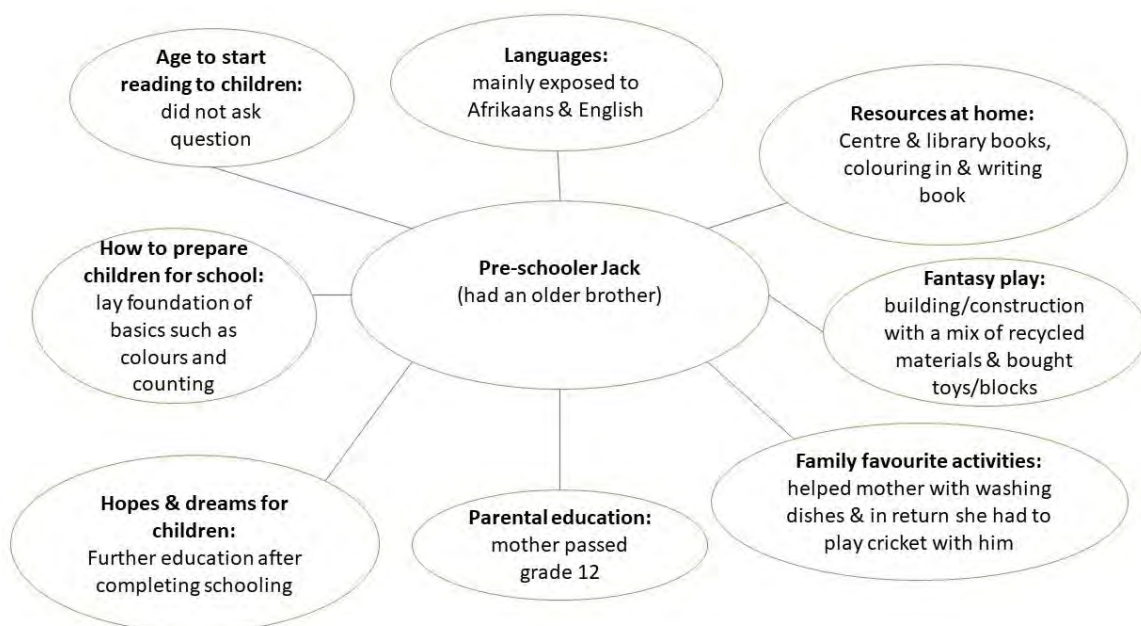 Age to start
reading to children:
did not ask
question
Languages:
mainly exposed to
Afrikaans & English
Resources at home:
Centre & library books,
colouring in & writing
book
How to prepare
children for school:
lay foundation of
basics such as
colours and
counting
Pre-schooler Jack
(had an older brother)
Fantasy play:
building/construction
with a mix of recycled
materials & bought
toys/blocks
Hopes & dreams for
children:
Further education after
completing schooling
Parental education:
mother passed
grade 12
Family favourite activities:
helped mother with washing
dishes & in return she had to
play cricket with him